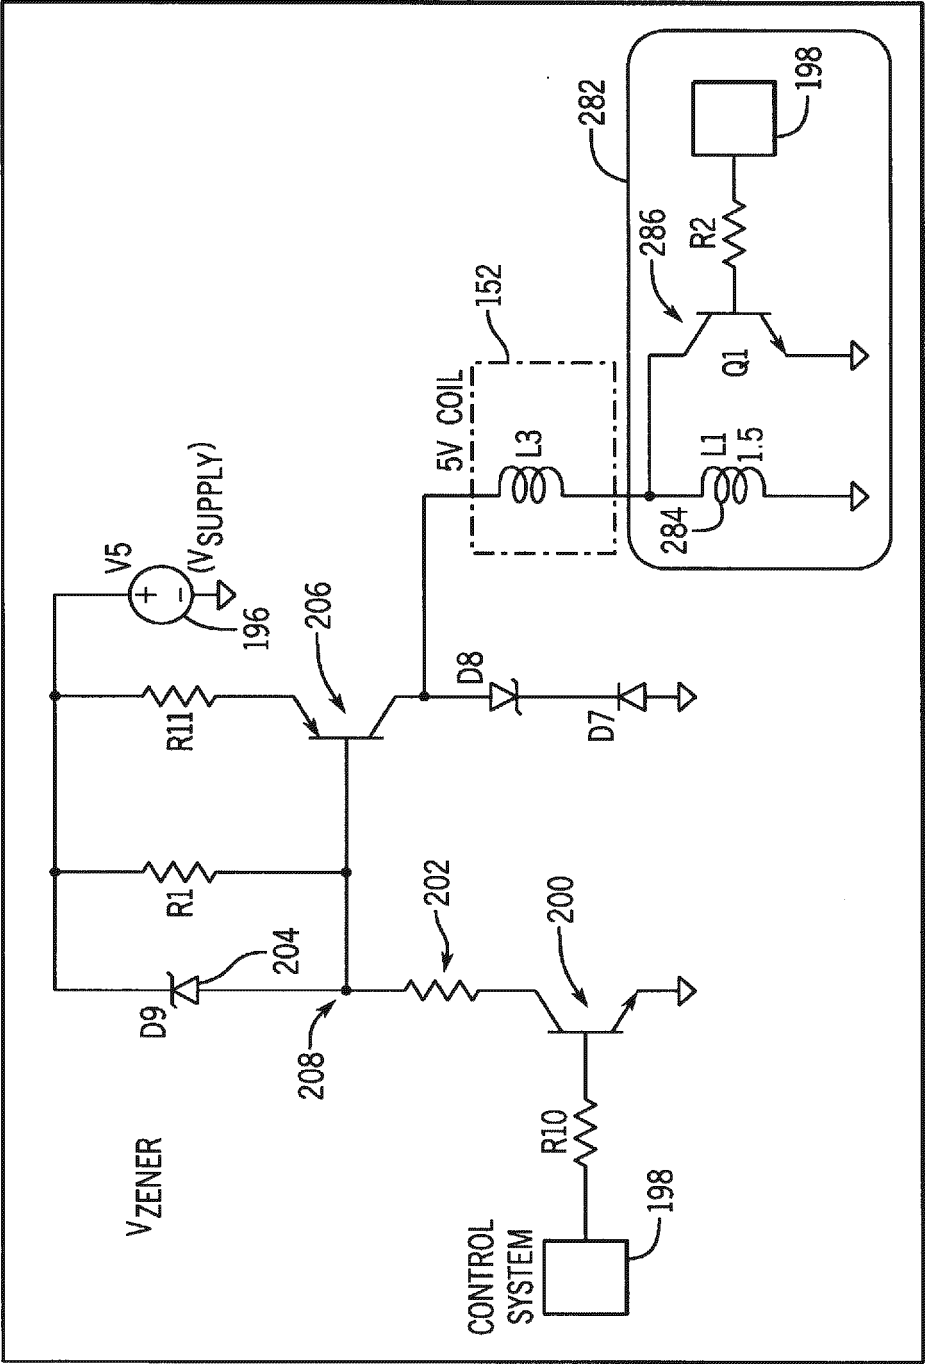 V5
(VSUPPLY)
196
R11
206
R1
D9
204
VZENER
208
202
200
R10
CONTROL
SYSTEM
198
D8
D7
5V COIL
152
L3
282
198
R2
286
Q1
L1
1.5
284